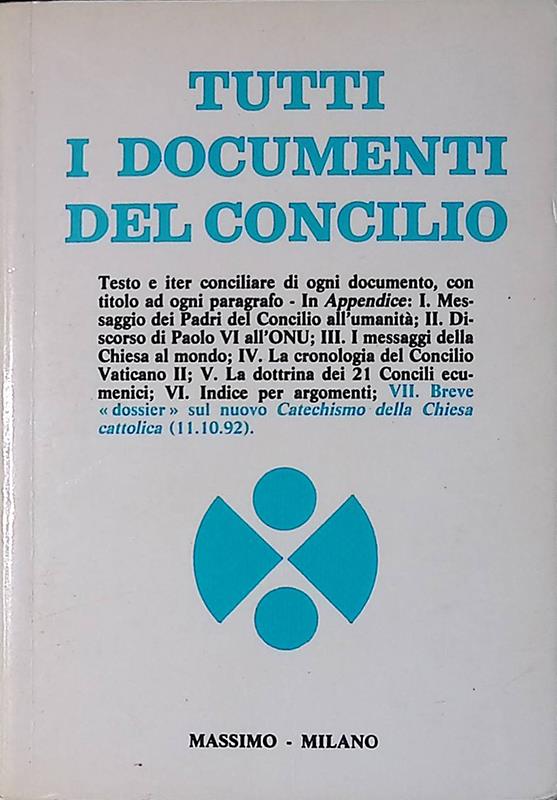 TUTTI
I DOCUMENTI
DEL CONCILIO
Testo e iter conciliare di ogni documento, con
titolo ad ogni paragrafo - In Appendice: I. Mes-
saggio dei Padri del Concilio all'umanità; II. Di-
scorso di Paolo VI all'ONU; III. I messaggi della
Chiesa al mondo; IV. La cronologia del Concilio
Vaticano II; V. La dottrina dei 21 Concili ecu-
menici; VI. Indice per argomenti; VII. Breve
« dossier » sul nuovo Catechismo della Chiesa
cattolica (11.10.92).
MASSIMO - MILANO